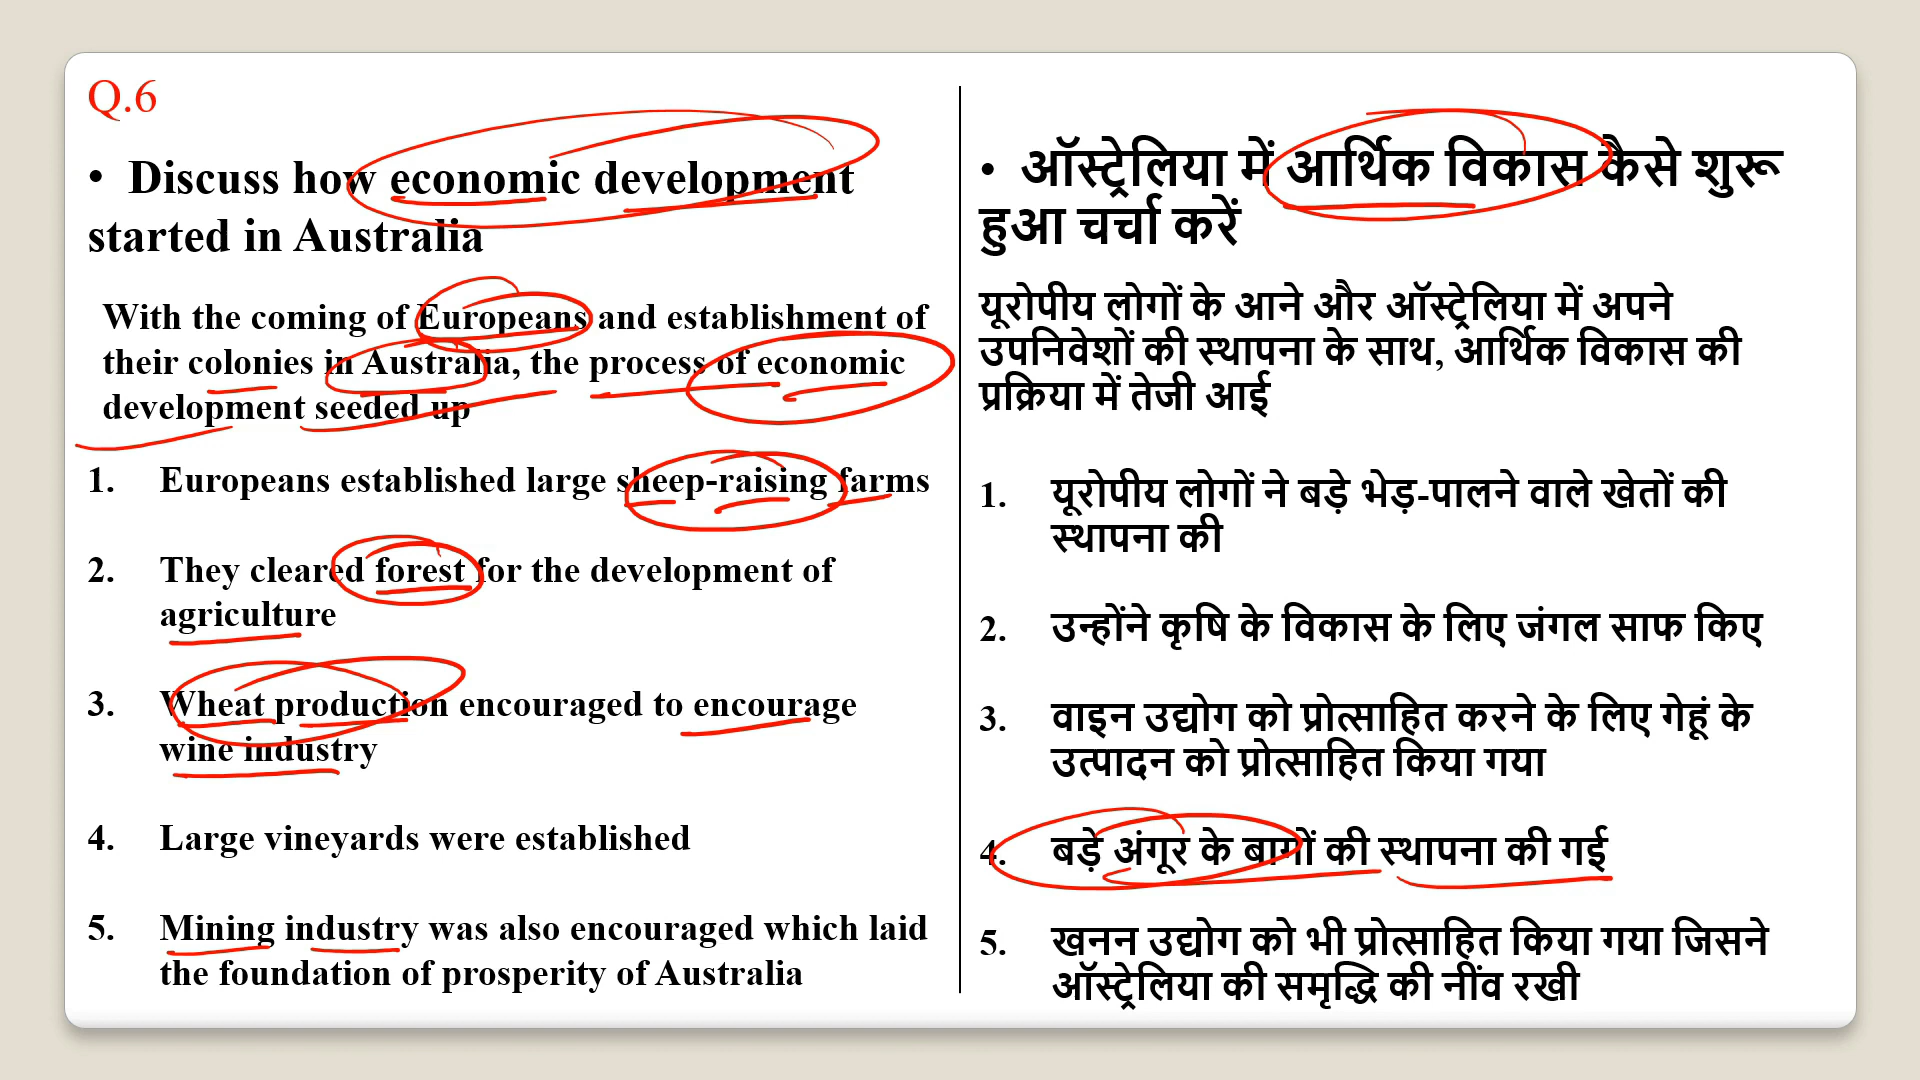 Q.6
• Discuss how economic development
started in Australia
With the coming of Europeans and establishment of
their colonies in Australia, the process of economic
development seeded up
1. Europeans established large sheep-raising farms
2. They cleared forest for the development of
agriculture
3. Wheat production encouraged to encourage
wine industry
4. Large vineyards were established
5. Mining industry was also encouraged which laid
the foundation of prosperity of Australia
• ऑस्ट्रेलिया में आर्थिक विकास कैसे शुरू
हुआ चर्चा करें
यूरोपीय लोगों के आने और ऑस्ट्रेलिया में अपने
उपनिवेशों की स्थापना के साथ, आर्थिक विकास की
प्रक्रिया में तेजी आई
1. यूरोपीय लोगों ने बड़े भेड़-पालने वाले खेतों की
स्थापना की
2. उन्होंने कृषि के विकास के लिए जंगल साफ किए
3. वाइन उद्योग को प्रोत्साहित करने के लिए गेहूं के
उत्पादन को प्रोत्साहित किया गया
4. बड़े अंगूर के बागों की स्थापना की गई
5. खनन उद्योग को भी प्रोत्साहित किया गया जिसने
ऑस्ट्रेलिया की समृद्धि की नींव रखी